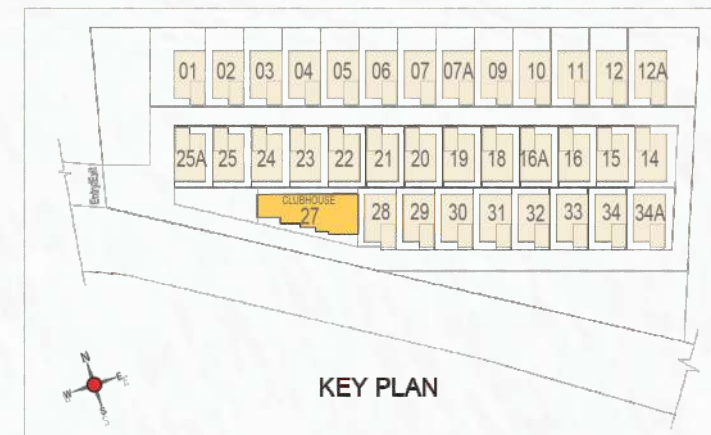 01 02 03 04 05 06 07 07A 09 10 11 12 12A
25A 25 24 23 22 21 20 19 18 16A 16 15 14
Entry/Exit
CLUBHOUSE
27 28 29 30 31 32 33 34 34A
N
E
W
S
KEY PLAN